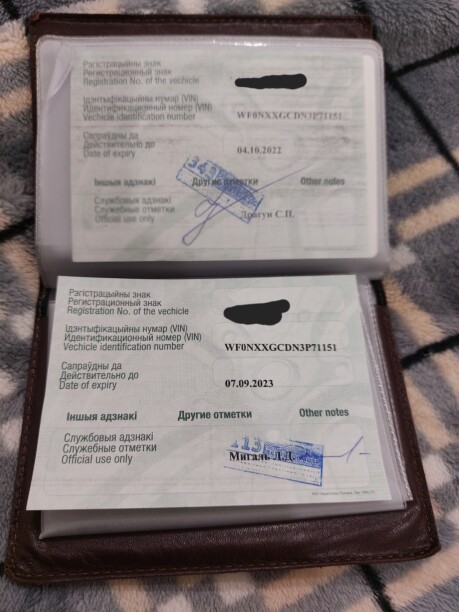 Рэгістрацыйны знак
Регистрационный знак
Registration No. of the vechicle
Ідэнтыфікацыйны нумар (VIN)
Идентификационный номер (VIN)
Vechicle identification number WF0NXXGCDN3P71151
Сапраўдны да
Действительно до
Date of expiry 04.10.2022
Іншыя адзнакі Другие отметки Other notes
343
Службовыя адзнакі
Служебные отметки
Official use only Довгун С.П.
Рэгістрацыйны знак
Регистрационный знак
Registration No. of the vechicle
Ідэнтыфікацыйны нумар (VIN)
Идентификационный номер (VIN)
Vechicle identification number WF0NXXGCDN3P71151
Сапраўдны да
Действительно до
Date of expiry 07.09.2023
Іншыя адзнакі Другие отметки Other notes
113
Службовыя адзнакі
Служебные отметки
Official use only Мигаль Л.Д.